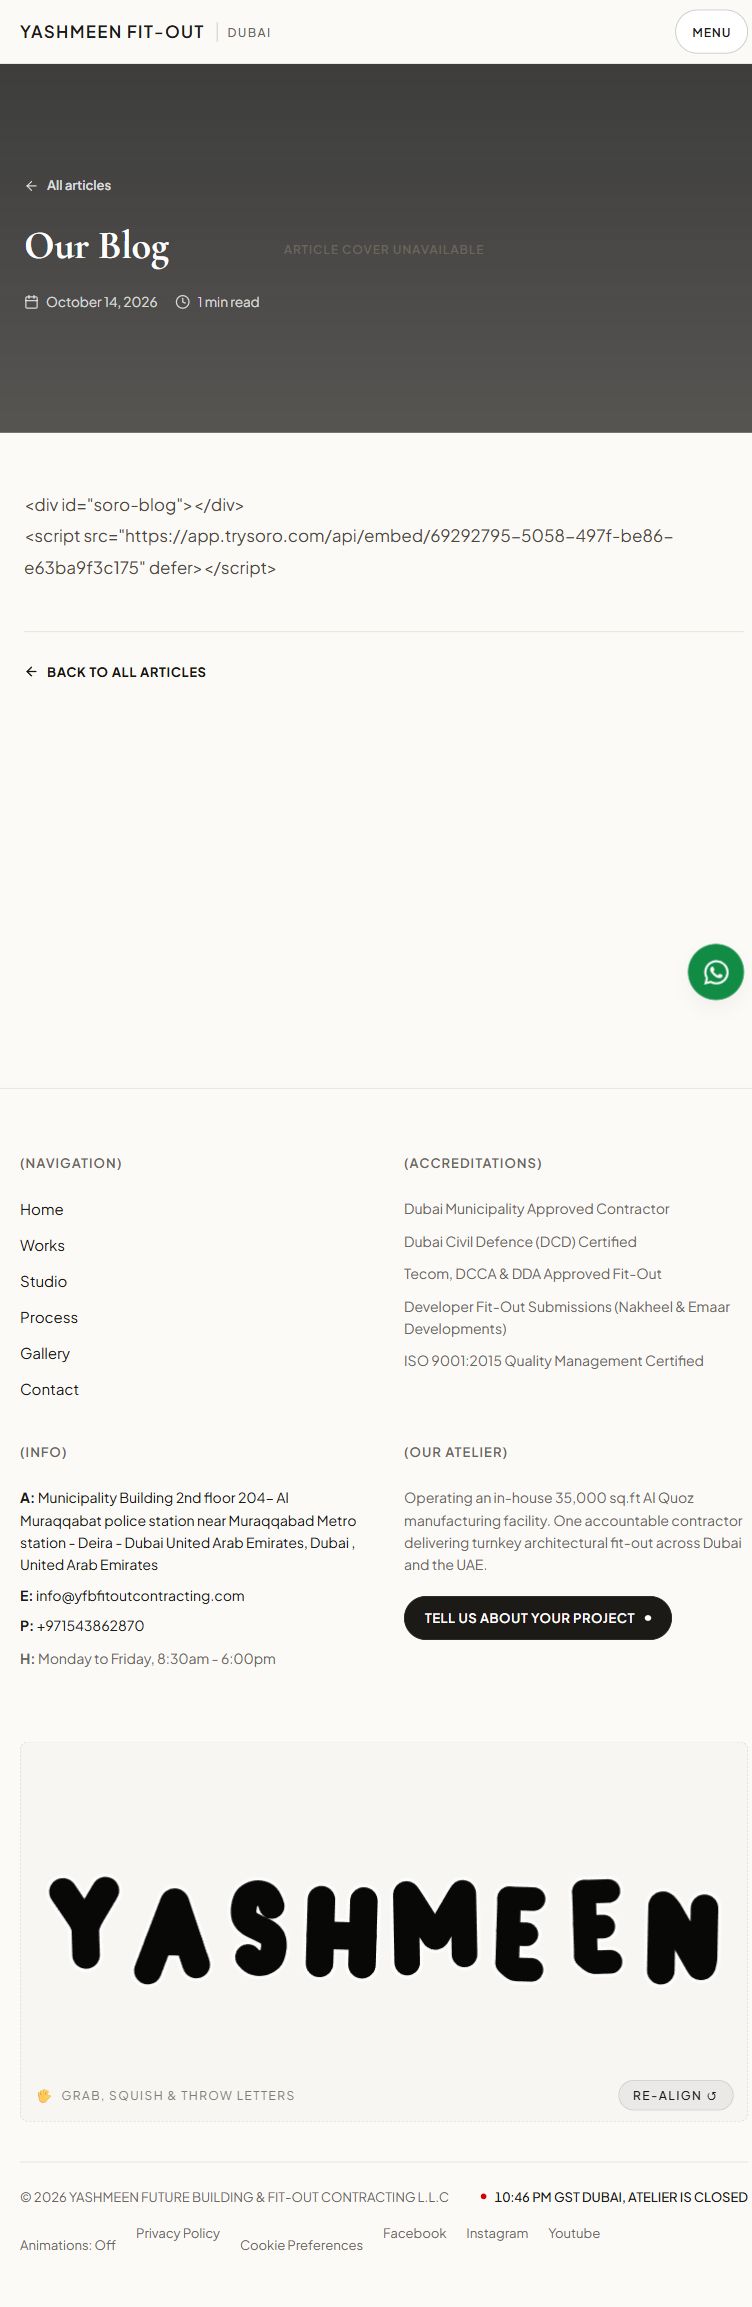 YASHMEEN FIT-OUT
DUBAI
MENU
All articles
Our Blog
ARTICLE COVER UNAVAILABLE
October 14, 2026
1 min read
<div id="soro-blog"></div>
<script src="https://app.trysoro.com/api/embed/69292795-5058-497f-be86-
e63ba9f3c175" defer></script>
BACK TO ALL ARTICLES
(NAVIGATION)
Home
Works
Studio
Process
Gallery
Contact
(ACCREDITATIONS)
Dubai Municipality Approved Contractor
Dubai Civil Defence (DCD) Certified
Tecom, DCCA & DDA Approved Fit-Out
Developer Fit-Out Submissions (Nakheel & Emaar
Developments)
ISO 9001:2015 Quality Management Certified
(INFO)
A: Municipality Building 2nd floor 204- Al
Muraqqabat police station near Muraqqabad Metro
station - Deira - Dubai United Arab Emirates, Dubai ,
United Arab Emirates
E: info@yfbfitoutcontracting.com
P: +971543862870
H: Monday to Friday, 8:30am - 6:00pm
(OUR ATELIER)
Operating an in-house 35,000 sq.ft Al Quoz
manufacturing facility. One accountable contractor
delivering turnkey architectural fit-out across Dubai
and the UAE.
TELL US ABOUT YOUR PROJECT
YASHMEEN
GRAB, SQUISH & THROW LETTERS
RE-ALIGN ↺
© 2026 YASHMEEN FUTURE BUILDING & FIT-OUT CONTRACTING L.L.C
10:46 PM GST DUBAI, ATELIER IS CLOSED
Animations: Off
Privacy Policy
Cookie Preferences
Facebook
Instagram
Youtube